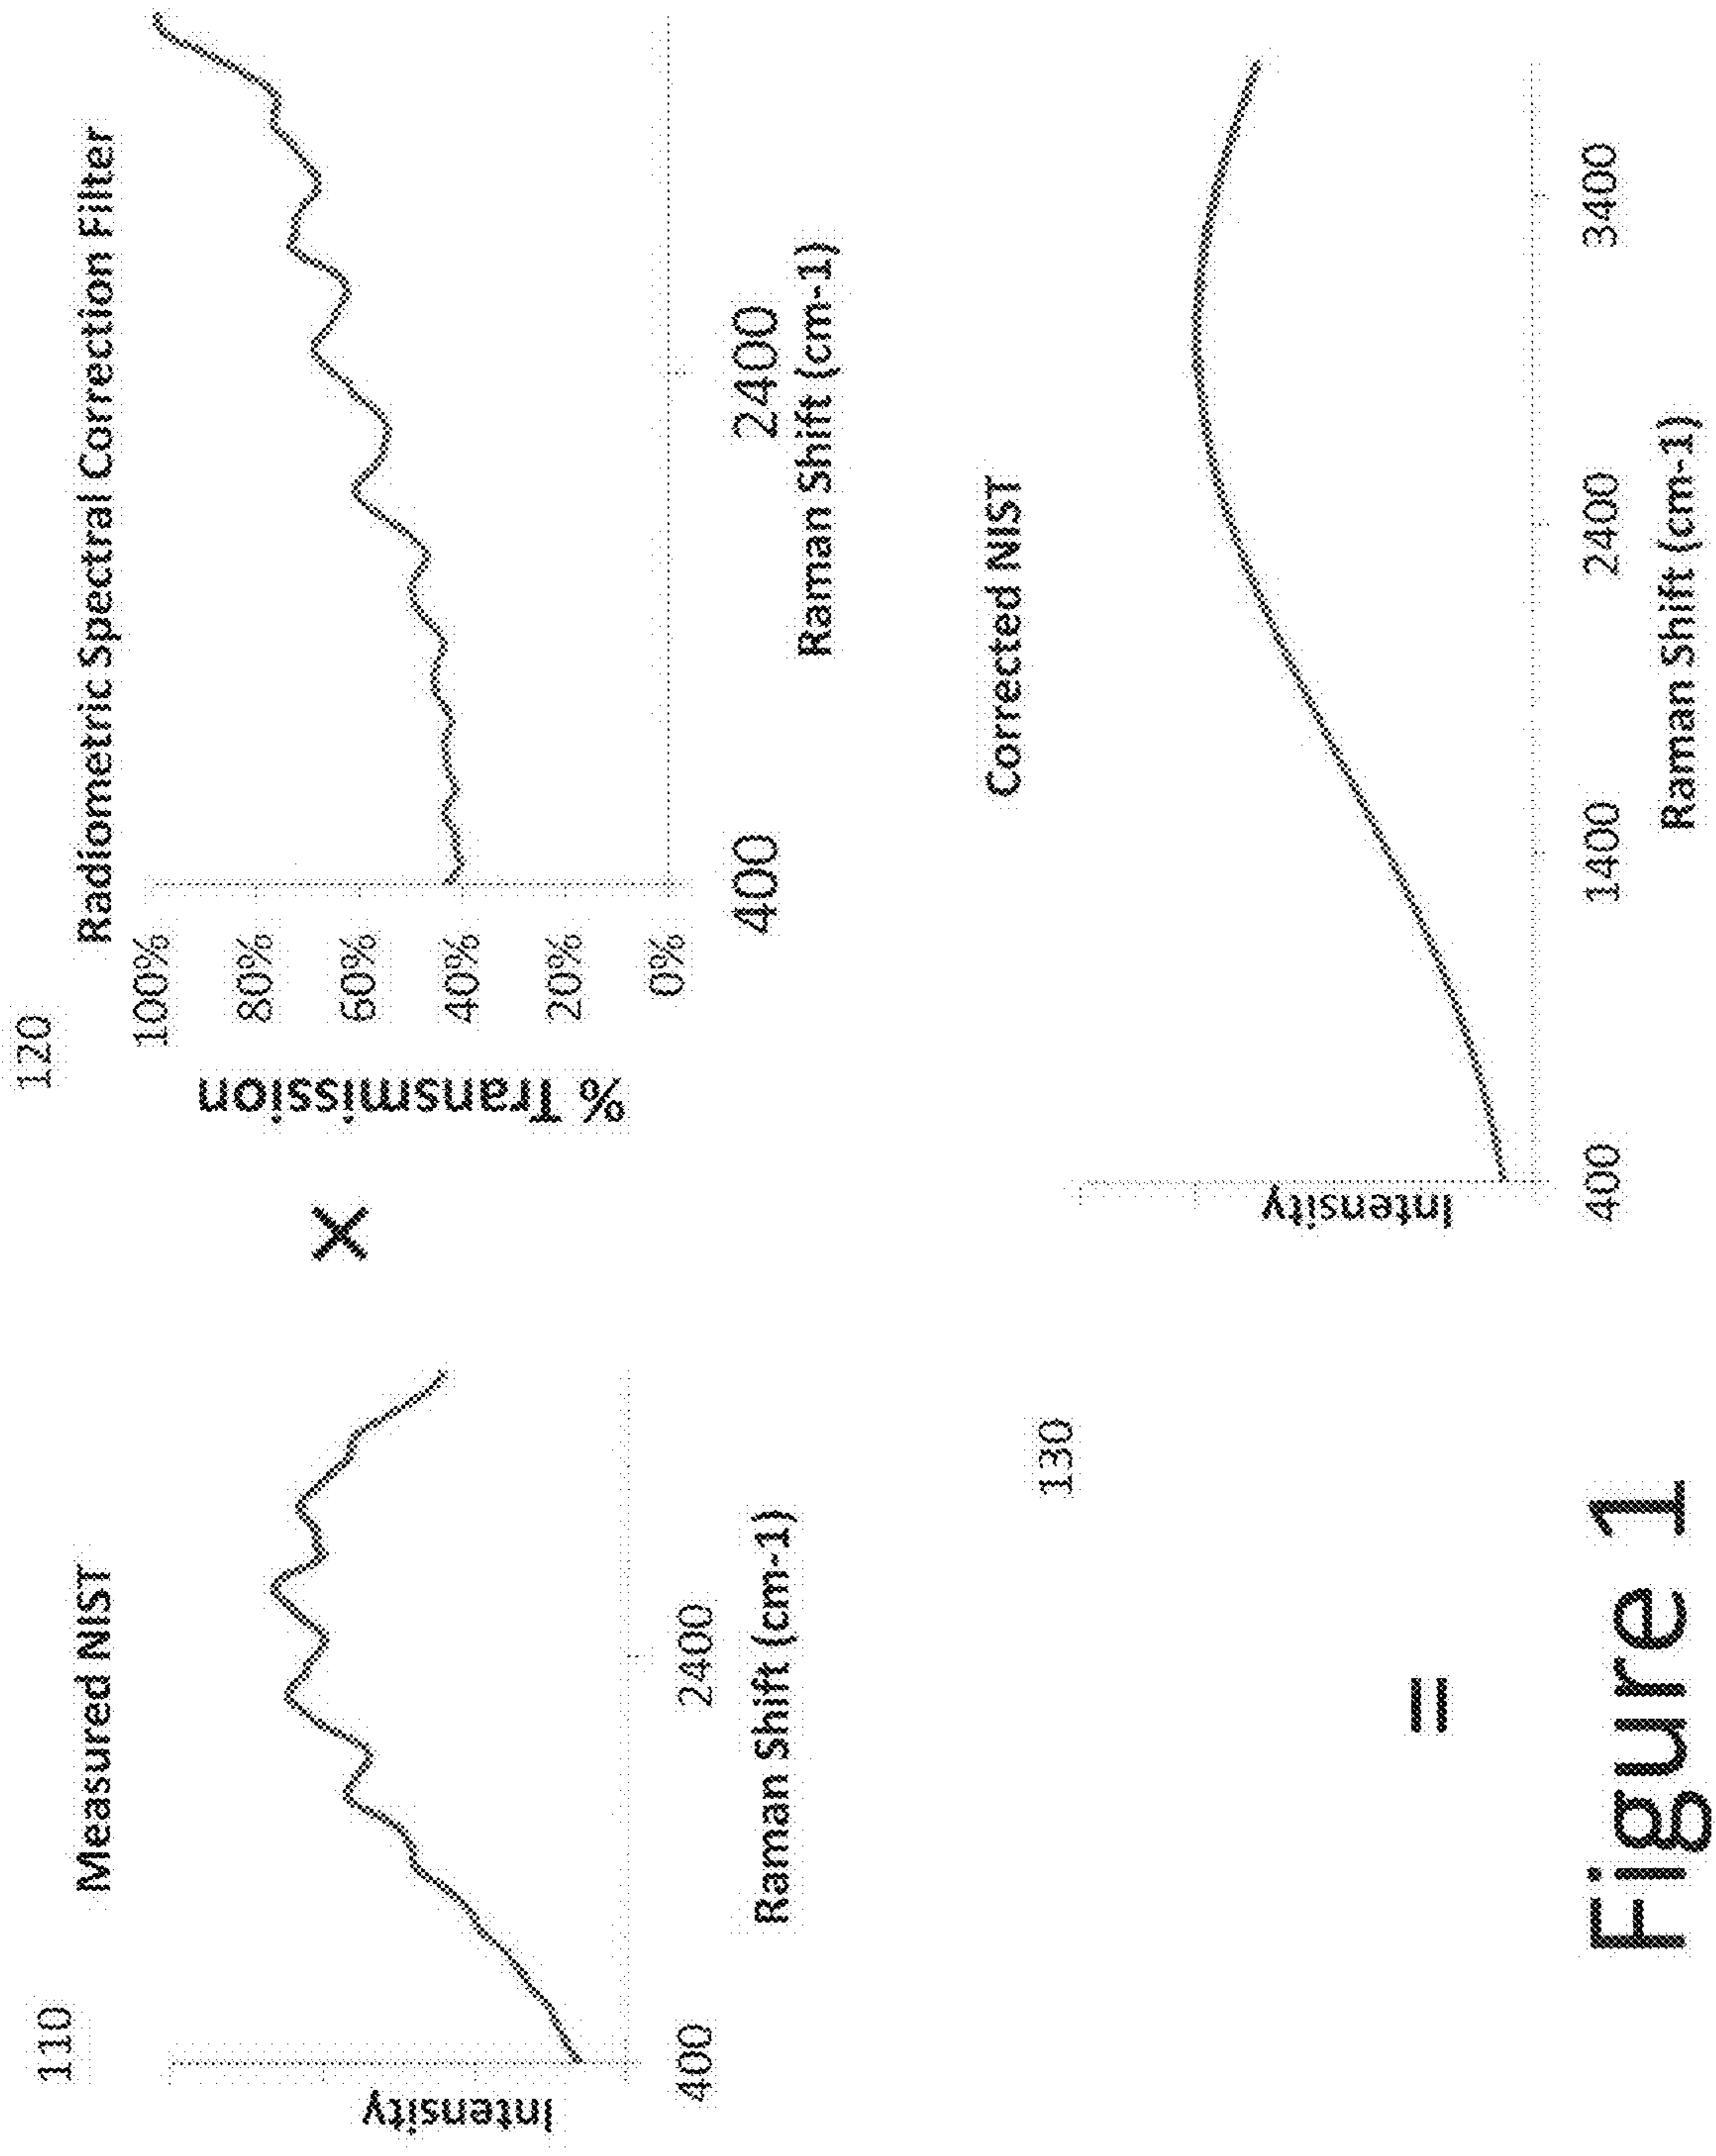 110
Measured NIST
Intensity
400
2400
Raman Shift (cm-1)
X
120
Radiometric Spectral Correction Filter
% Transmission
100%
80%
60%
40%
20%
0%
400
2400
Raman Shift (cm-1)
=
130
Corrected NIST
Intensity
400
1400
2400
3400
Raman Shift (cm-1)
Figure 1